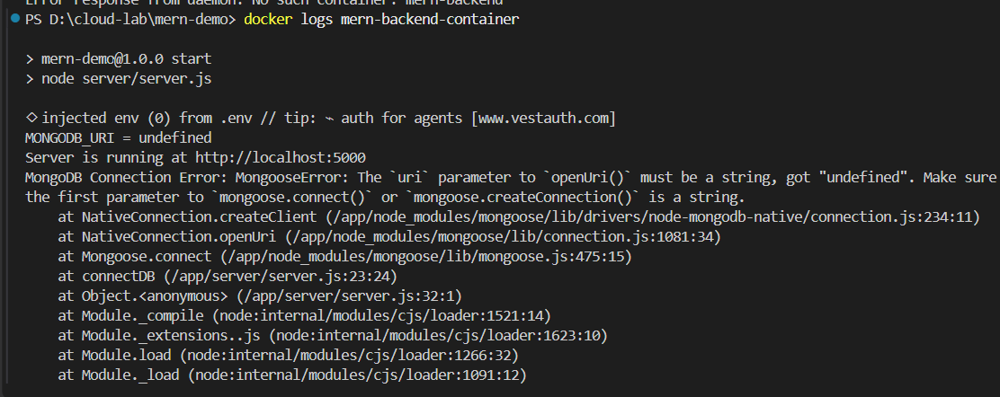 Error response from daemon: No such container: mern-backend
PS D:\cloud-lab\mern-demo> docker logs mern-backend-container
> mern-demo@1.0.0 start
> node server/server.js
◇ injected env (0) from .env // tip: ⌁ auth for agents [www.vestauth.com]
MONGODB_URI = undefined
Server is running at http://localhost:5000
MongoDB Connection Error: MongooseError: The `uri` parameter to `openUri()` must be a string, got "undefined". Make sure
the first parameter to `mongoose.connect()` or `mongoose.createConnection()` is a string.
    at NativeConnection.createClient (/app/node_modules/mongoose/lib/drivers/node-mongodb-native/connection.js:234:11)
    at NativeConnection.openUri (/app/node_modules/mongoose/lib/connection.js:1081:34)
    at Mongoose.connect (/app/node_modules/mongoose/lib/mongoose.js:475:15)
    at connectDB (/app/server/server.js:23:24)
    at Object.<anonymous> (/app/server/server.js:32:1)
    at Module._compile (node:internal/modules/cjs/loader:1521:14)
    at Module._extensions..js (node:internal/modules/cjs/loader:1623:10)
    at Module.load (node:internal/modules/cjs/loader:1266:32)
    at Module._load (node:internal/modules/cjs/loader:1091:12)